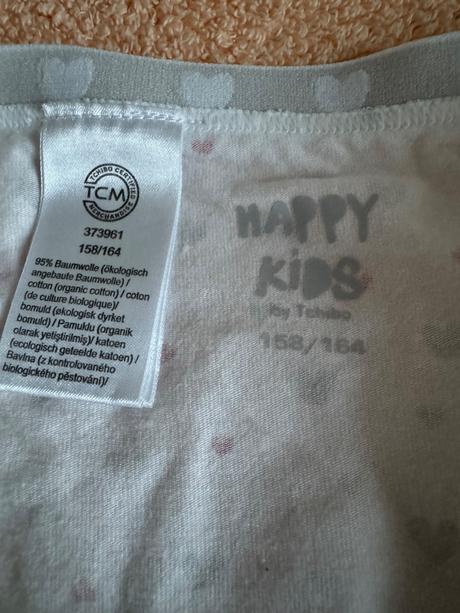 TCHIBO CERTIFIED
TCM
MERCHANDISE
373961
158/164
95% Baumwolle (ökologisch
angebaute Baumwolle) /
cotton (organic cotton) / coton
(de culture biologique)/
bomuld (økologisk dyrket
bomuld) / Pamuklu (organik
olarak yetiştirilmiş)/ katoen
(ecologisch geteelde katoen) /
Bavlna (z kontrolovaného
biologického pěstování)/
HAPPY
KiDS
by Tchibo
158/164